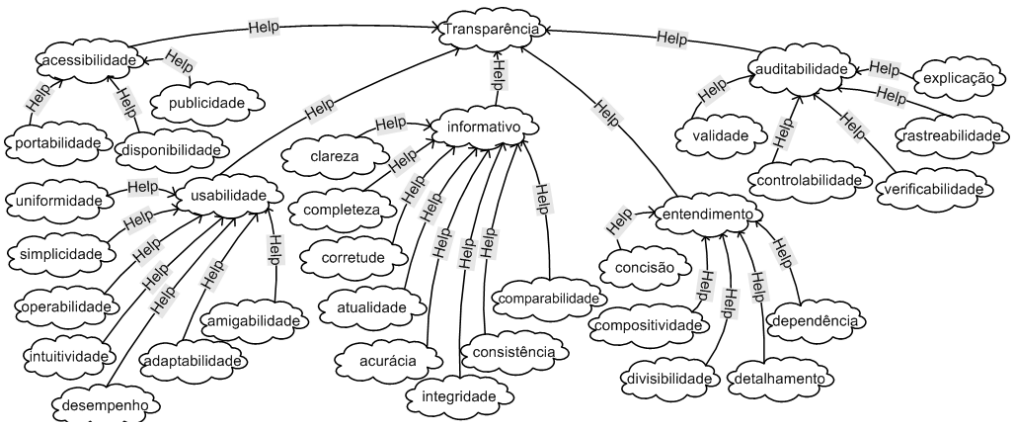 Transparência
Help
acessibilidade
Help
publicidade
Help
portabilidade
Help
disponibilidade
Help
usabilidade
Help
uniformidade
Help
simplicidade
Help
operabilidade
Help
intuitividade
Help
desempenho
Help
adaptabilidade
Help
amigabilidade
Help
informativo
Help
clareza
Help
completeza
Help
corretude
Help
atualidade
Help
acurácia
Help
integridade
Help
consistência
Help
comparabilidade
Help
entendimento
Help
concisão
Help
compositividade
Help
divisibilidade
Help
detalhamento
Help
dependência
Help
auditabilidade
Help
explicação
Help
rastreabilidade
Help
validade
Help
controlabilidade
Help
verificabilidade